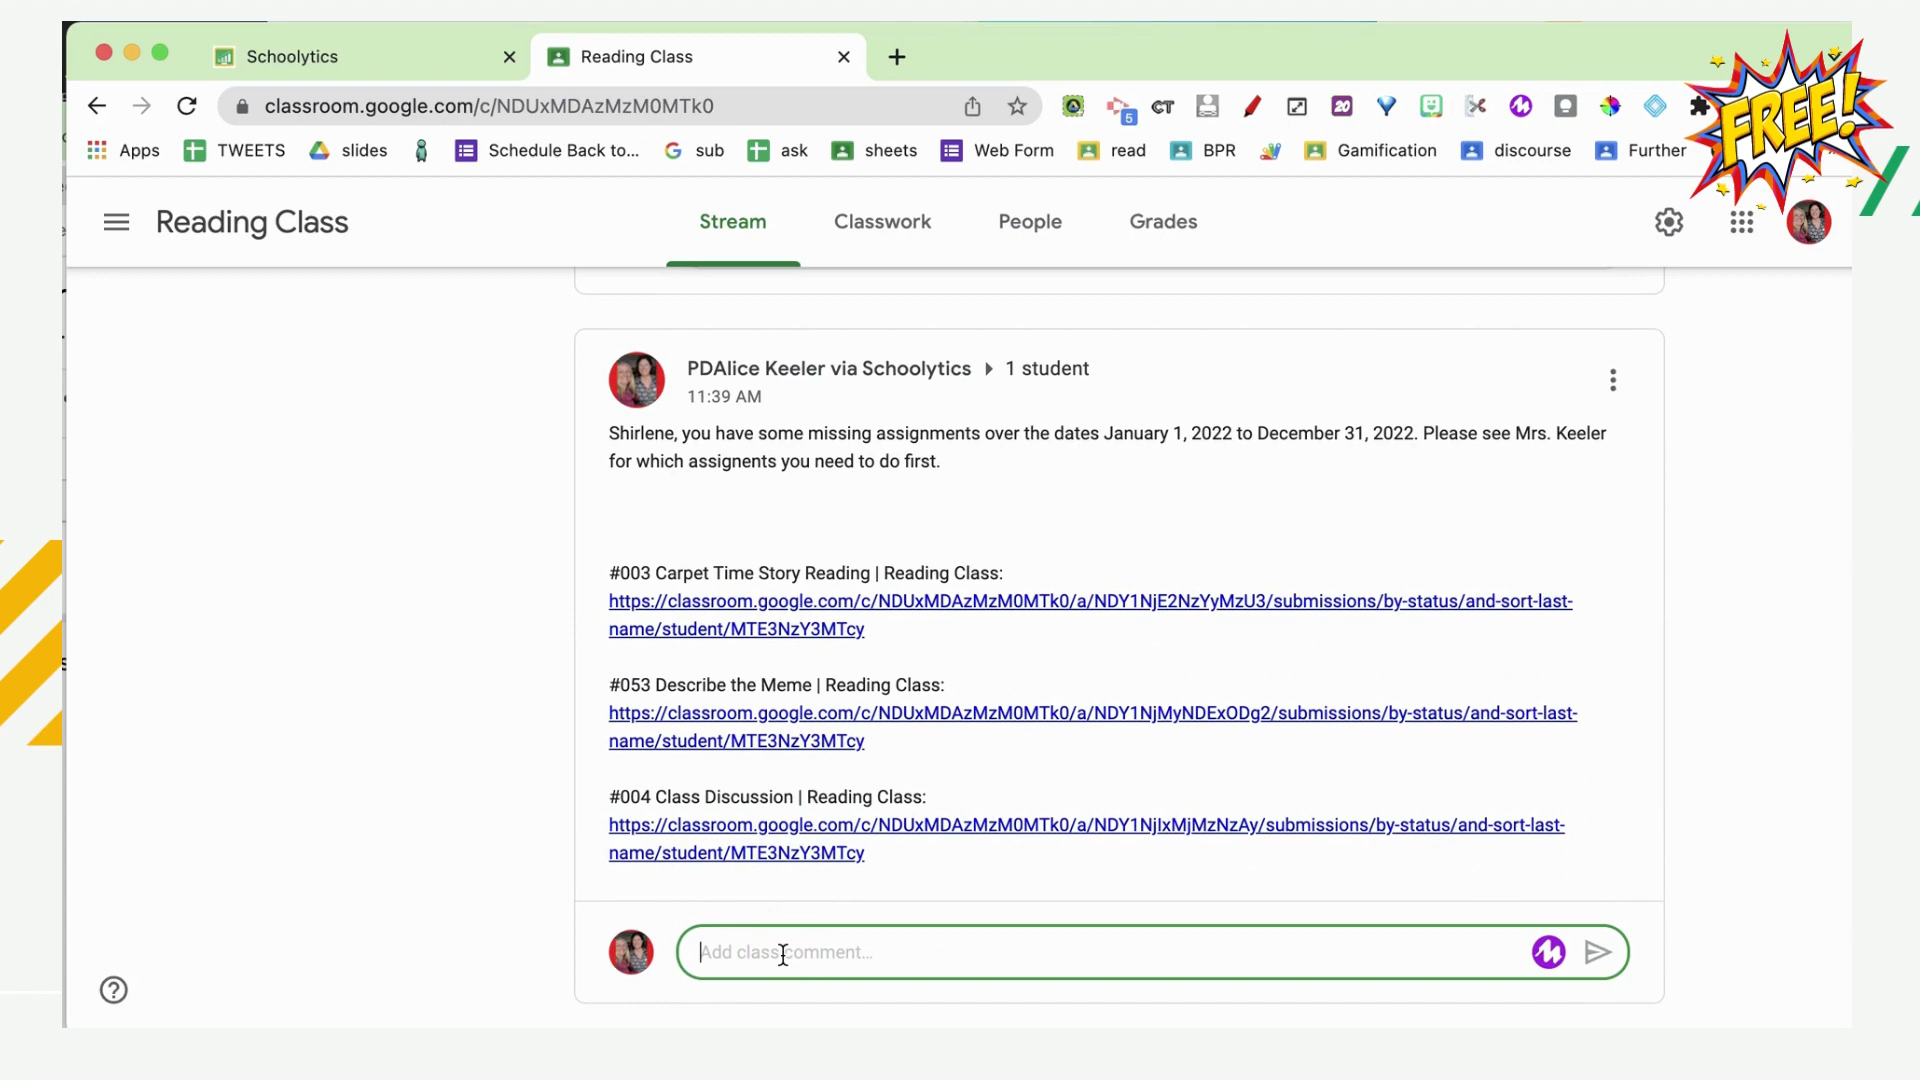 Schoolytics
Reading Class
FREE!
classroom.google.com/c/NDUxMDAzMzM0MTk0
5
CT
20
Apps
TWEETS
slides
Schedule Back to...
sub
ask
sheets
Web Form
read
BPR
Gamification
discourse
Further
Reading Class
Stream
Classwork
People
Grades
PDAlice Keeler via Schoolytics
1 student
11:39 AM
Shirlene, you have some missing assignments over the dates January 1, 2022 to December 31, 2022. Please see Mrs. Keeler
for which assignents you need to do first.
#003 Carpet Time Story Reading | Reading Class:
https://classroom.google.com/c/NDUxMDAzMzM0MTk0/a/NDY1NjE2NzYyMzU3/submissions/by-status/and-sort-last-
name/student/MTE3NzY3MTcy
#053 Describe the Meme | Reading Class:
https://classroom.google.com/c/NDUxMDAzMzM0MTk0/a/NDY1NjMyNDExODg2/submissions/by-status/and-sort-last-
name/student/MTE3NzY3MTcy
#004 Class Discussion | Reading Class:
https://classroom.google.com/c/NDUxMDAzMzM0MTk0/a/NDY1NjIxMjMzNzAy/submissions/by-status/and-sort-last-
name/student/MTE3NzY3MTcy
Add class comment...